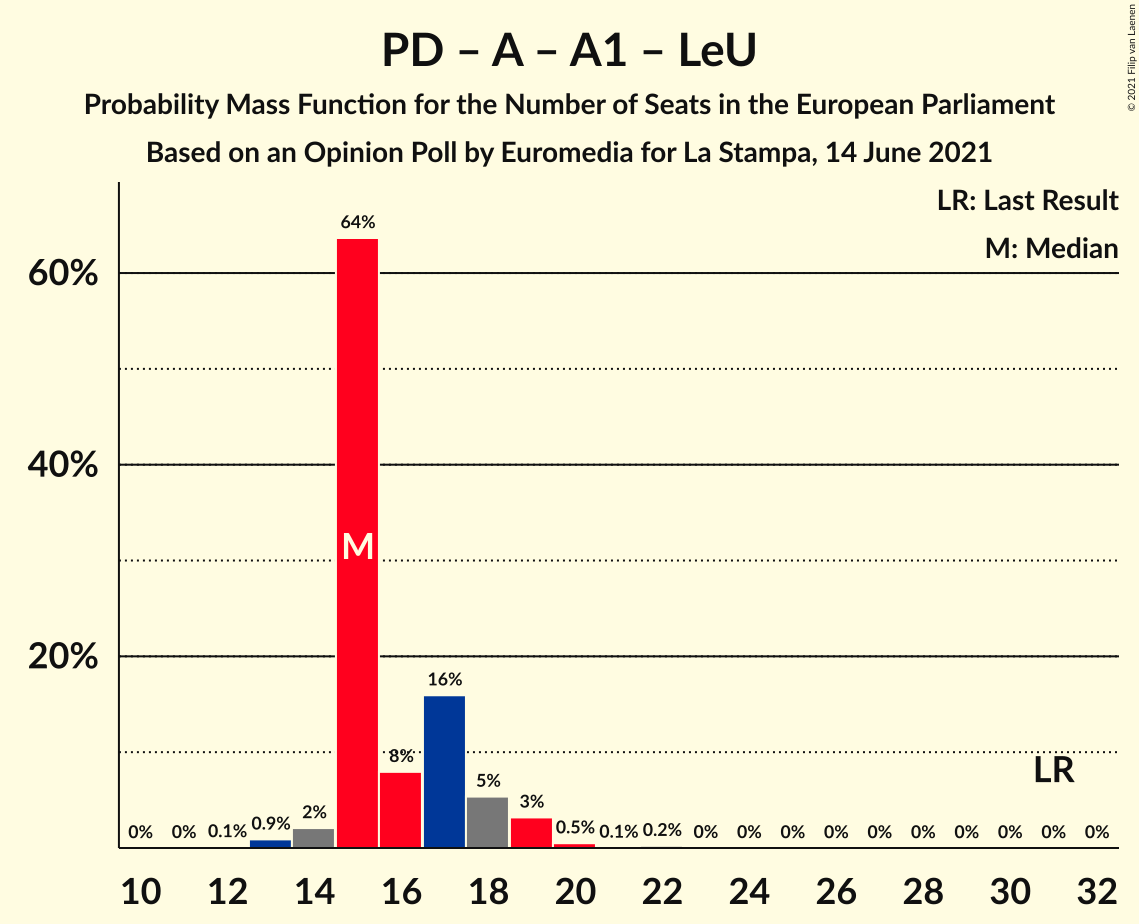 PD – A – A1 – LeU
Probability Mass Function for the Number of Seats in the European Parliament
Based on an Opinion Poll by Euromedia for La Stampa, 14 June 2021
© 2021 Filip van Laenen
LR: Last Result
M: Median
60%
40%
20%
0% 0% 0.1% 0.9% 2% 64% 8% 16% 5% 3% 0.5% 0.1% 0.2% 0% 0% 0% 0% 0% 0% 0% 0% 0% 0%
M
LR
10 12 14 16 18 20 22 24 26 28 30 32